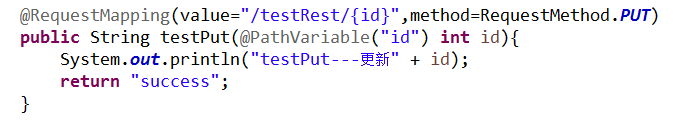 @RequestMapping(value="/testRest/{id}",method=RequestMethod.PUT)
public String testPut(@PathVariable("id") int id){
System.out.println("testPut---更新" + id);
return "success";
}